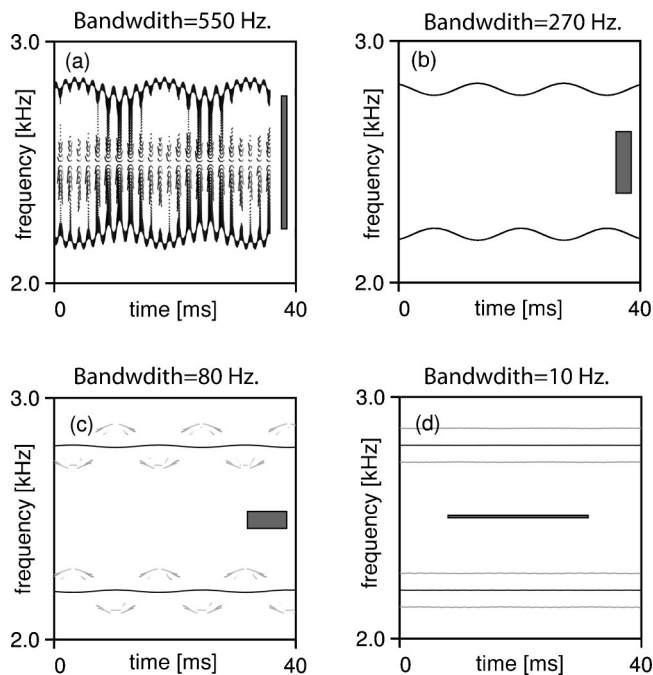 Bandwdith=550 Hz.
Bandwdith=270 Hz.
3.0
(a)
frequency [kHz]
2.0
0
time [ms]
40
3.0
(b)
frequency [kHz]
2.0
0
time [ms]
40
Bandwdith=80 Hz.
Bandwdith=10 Hz.
3.0
(c)
frequency [kHz]
2.0
0
time [ms]
40
3.0
(d)
frequency [kHz]
2.0
0
time [ms]
40